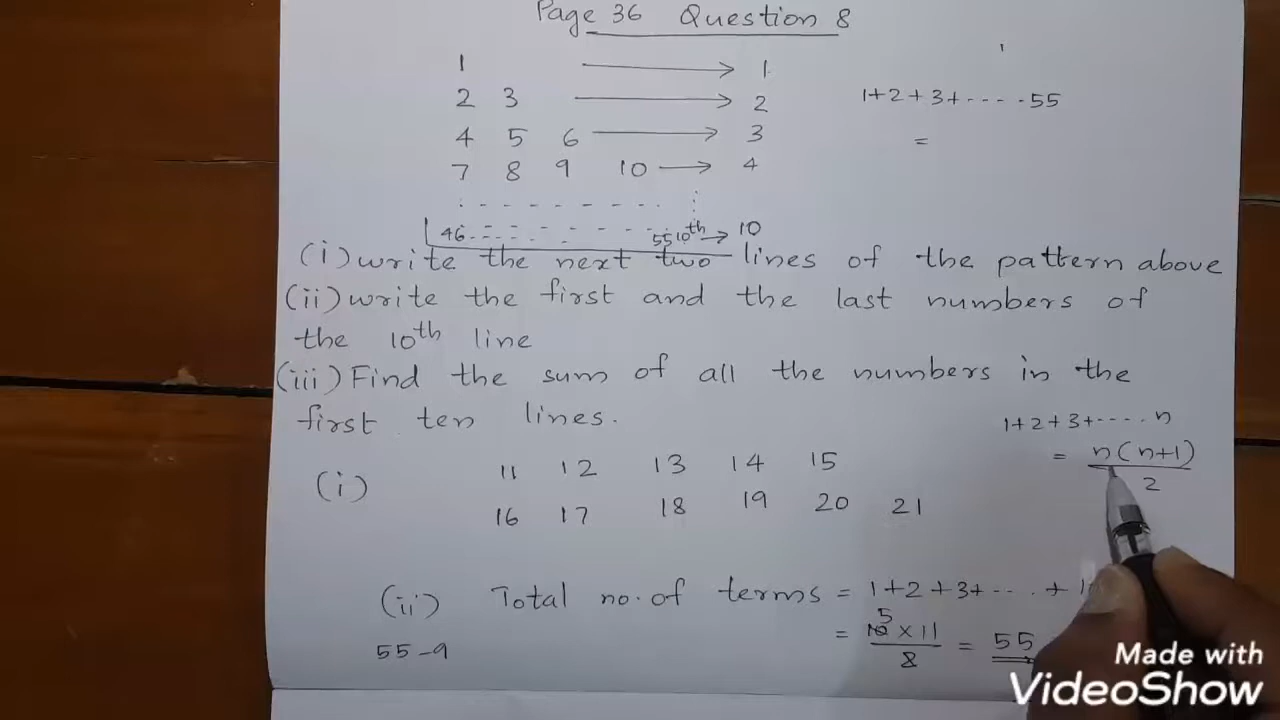 Page 36 Question 8
1 → 1
2 3 → 2
4 5 6 → 3
7 8 9 10 → 4
46 - - - - - - 55 10th → 10
1+2+3+-----55
=
(i) write the next two lines of the pattern above
(ii) write the first and the last numbers of
the 10th line
(iii) Find the sum of all the numbers in the
first ten lines.
1+2+3+----n
= n(n+1)
2
(i) 11 12 13 14 15
16 17 18 19 20 21
(ii) Total no. of terms = 1+2+3+--.+
5
= 10 × 11 = 55
8
55-9
Made with
VideoShow